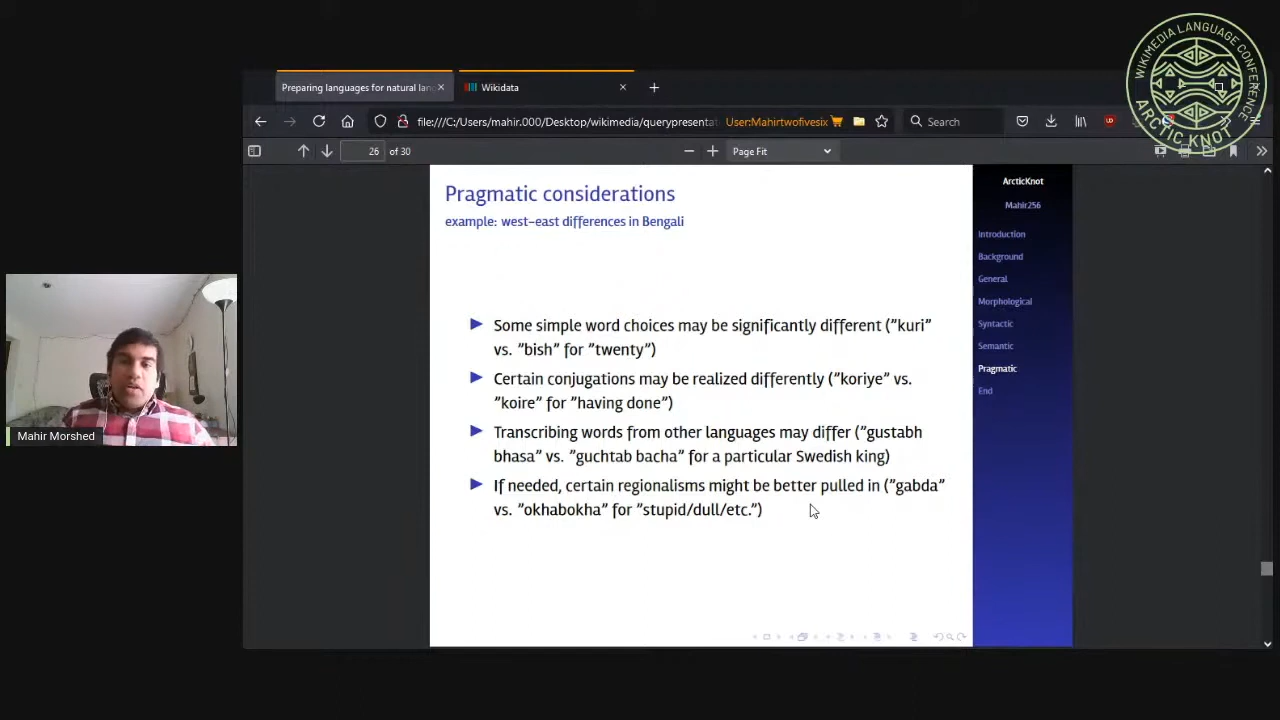 WIKIMEDIA LANGUAGE CONFERENCE
ARCTIC KNOT
Preparing languages for natural lan
Wikidata
file:///C:/Users/mahir.000/Desktop/wikimedia/querypresentat
User:Mahirtwofivesix
Search
26 of 30
Page Fit
Pragmatic considerations
example: west–east differences in Bengali
Some simple word choices may be significantly different (”kuri”
vs. ”bish” for ”twenty”)
Certain conjugations may be realized differently (”koriye” vs.
”koire” for ”having done”)
Transcribing words from other languages may differ (”gustabh
bhasa” vs. ”guchtab bacha” for a particular Swedish king)
If needed, certain regionalisms might be better pulled in (”gabda”
vs. ”okhabokha” for ”stupid/dull/etc.”)
ArcticKnot
Mahir256
Introduction
Background
General
Morphological
Syntactic
Semantic
Pragmatic
End
Mahir Morshed